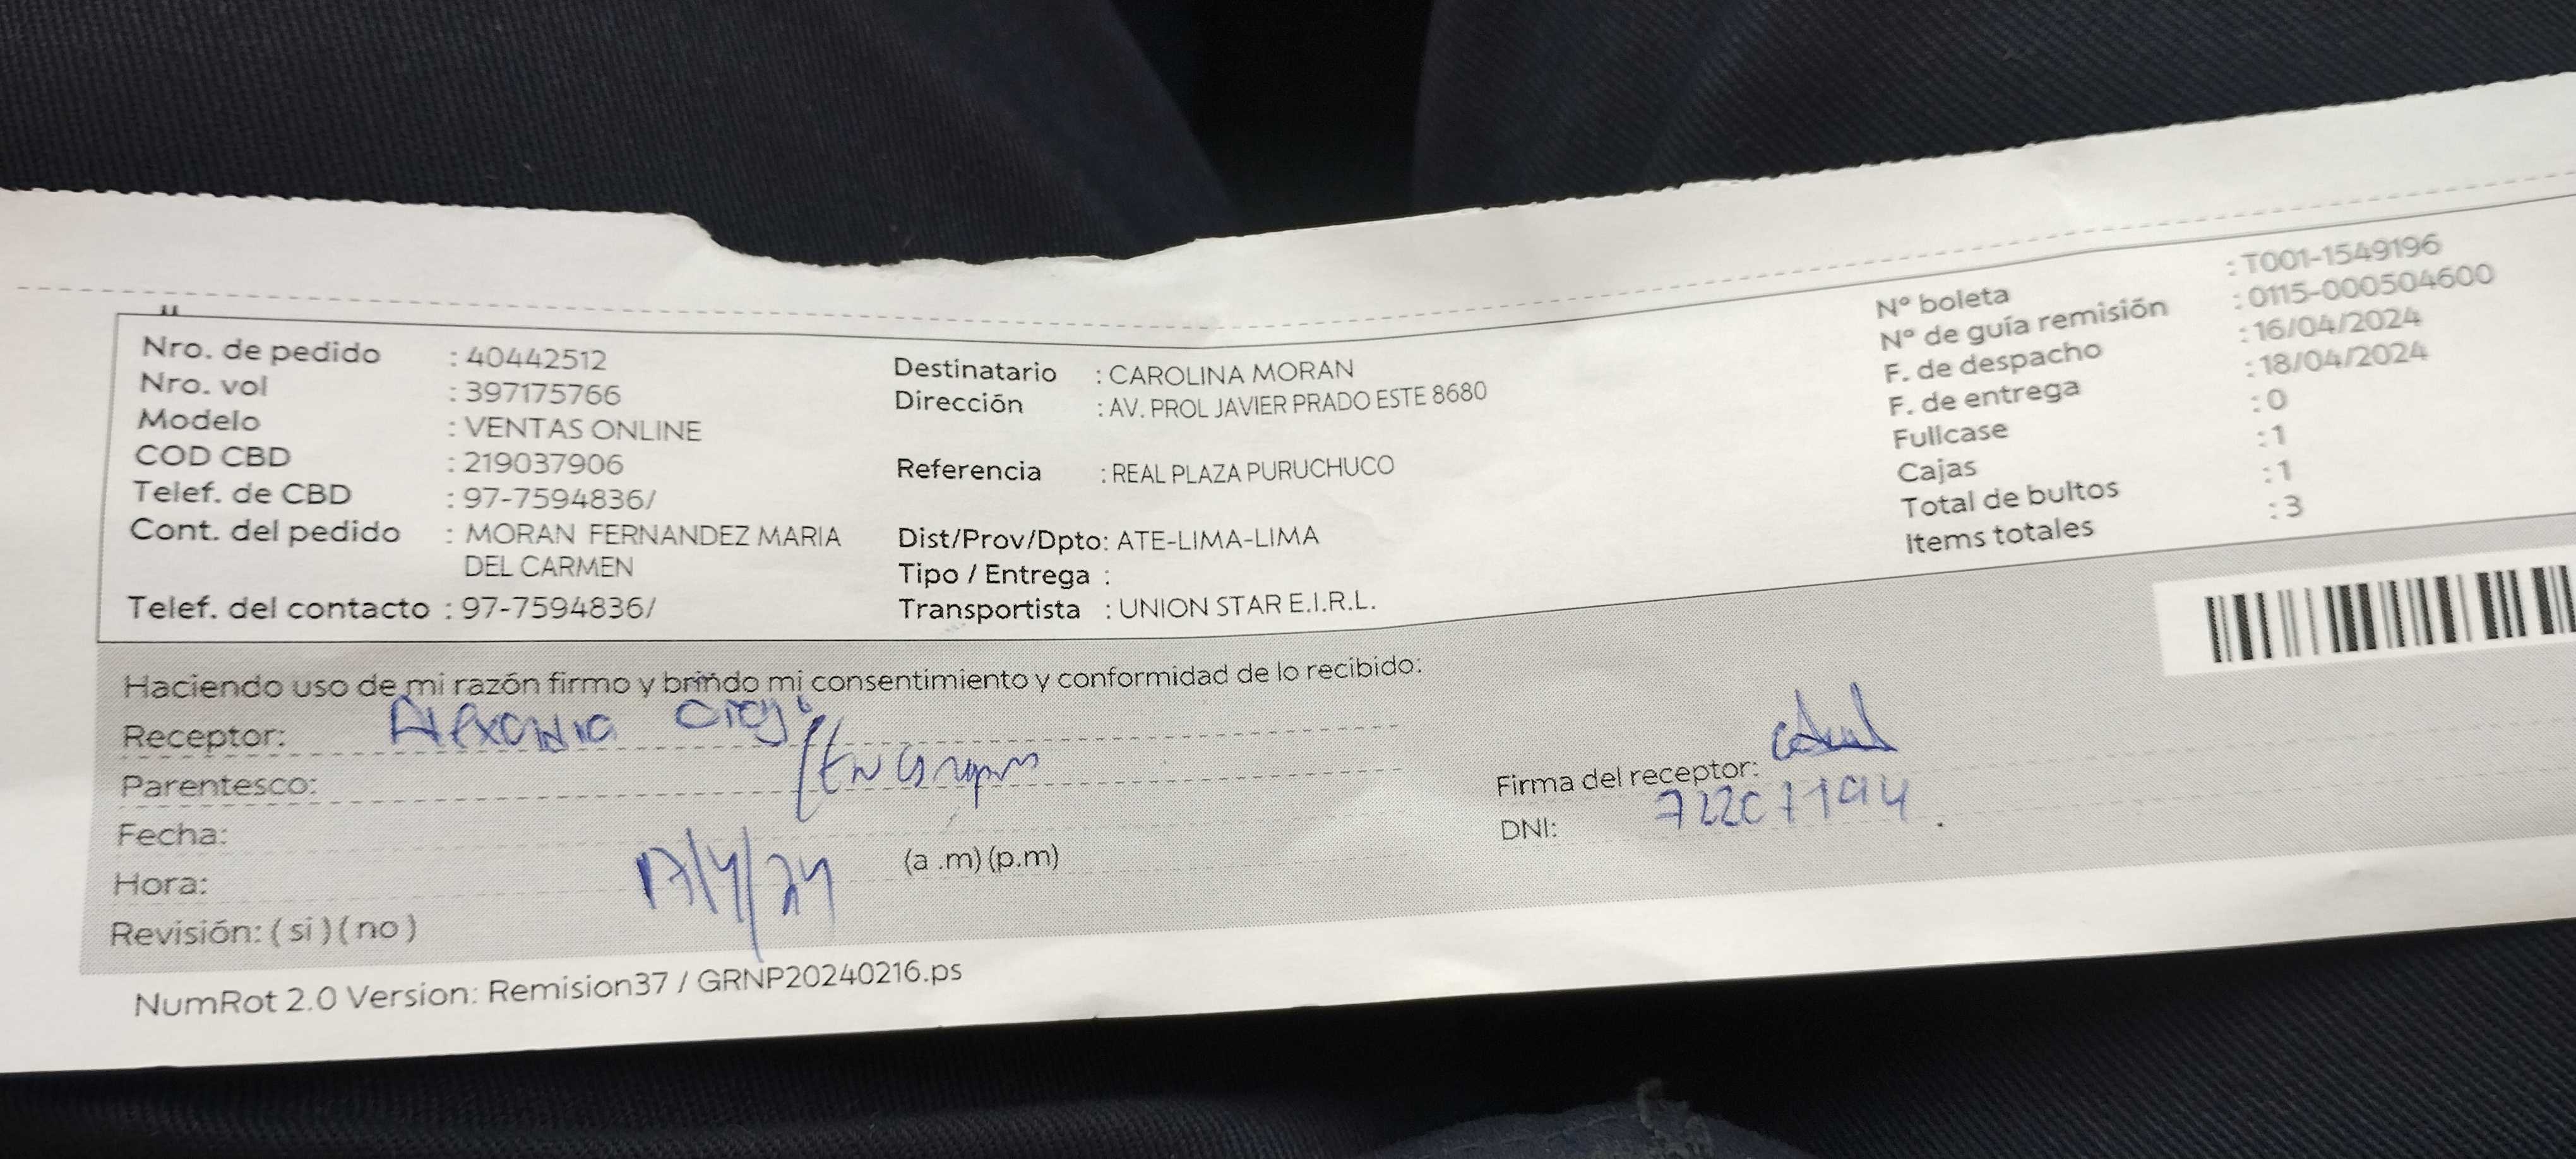 Nro. de pedido : 40442512
Nro. vol : 397175766
Modelo : VENTAS ONLINE
COD CBD : 219037906
Telef. de CBD : 97-7594836/
Cont. del pedido : MORAN FERNANDEZ MARIA
DEL CARMEN
Telef. del contacto : 97-7594836/
Destinatario : CAROLINA MORAN
Dirección : AV. PROL JAVIER PRADO ESTE 8680
Referencia : REAL PLAZA PURUCHUCO
Dist/Prov/Dpto: ATE-LIMA-LIMA
Tipo / Entrega :
Transportista : UNION STAR E.I.R.L.
N° boleta : T001-1549196
N° de guía remisión : 0115-000504600
F. de despacho : 16/04/2024
F. de entrega : 18/04/2024
Fullcase : 0
Cajas : 1
Total de bultos : 1
Items totales : 3
Haciendo uso de mi razón firmo y brindo mi consentimiento y conformidad de lo recibido:
Receptor: Alexandra
Parentesco:
Fecha:
Hora: 17/4/24 (a .m) (p.m)
Revisión: ( si ) ( no )
Firma del receptor:
DNI:
NumRot 2.0 Version: Remision37 / GRNP20240216.ps